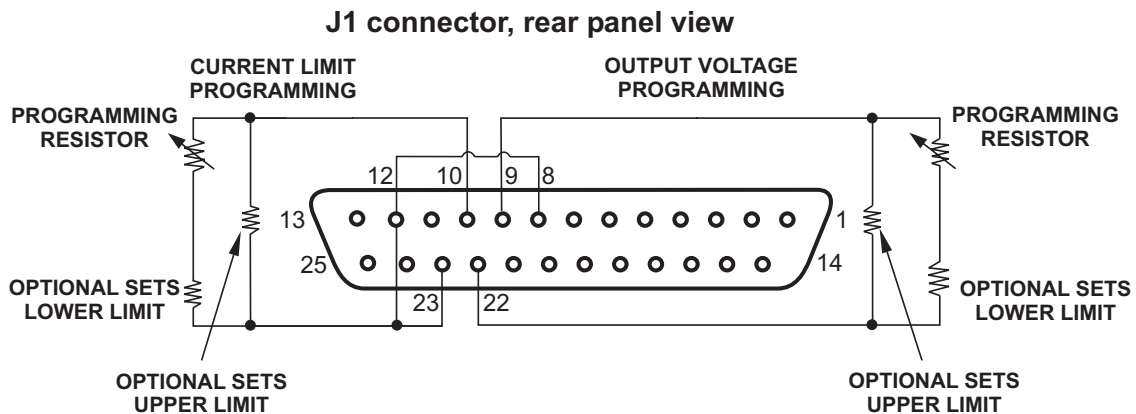 J1 connector, rear panel view
CURRENT LIMIT
PROGRAMMING
OUTPUT VOLTAGE
PROGRAMMING
PROGRAMMING
RESISTOR
PROGRAMMING
RESISTOR
12
10
9
8
13
1
25
14
23
22
OPTIONAL SETS
LOWER LIMIT
OPTIONAL SETS
LOWER LIMIT
OPTIONAL SETS
UPPER LIMIT
OPTIONAL SETS
UPPER LIMIT